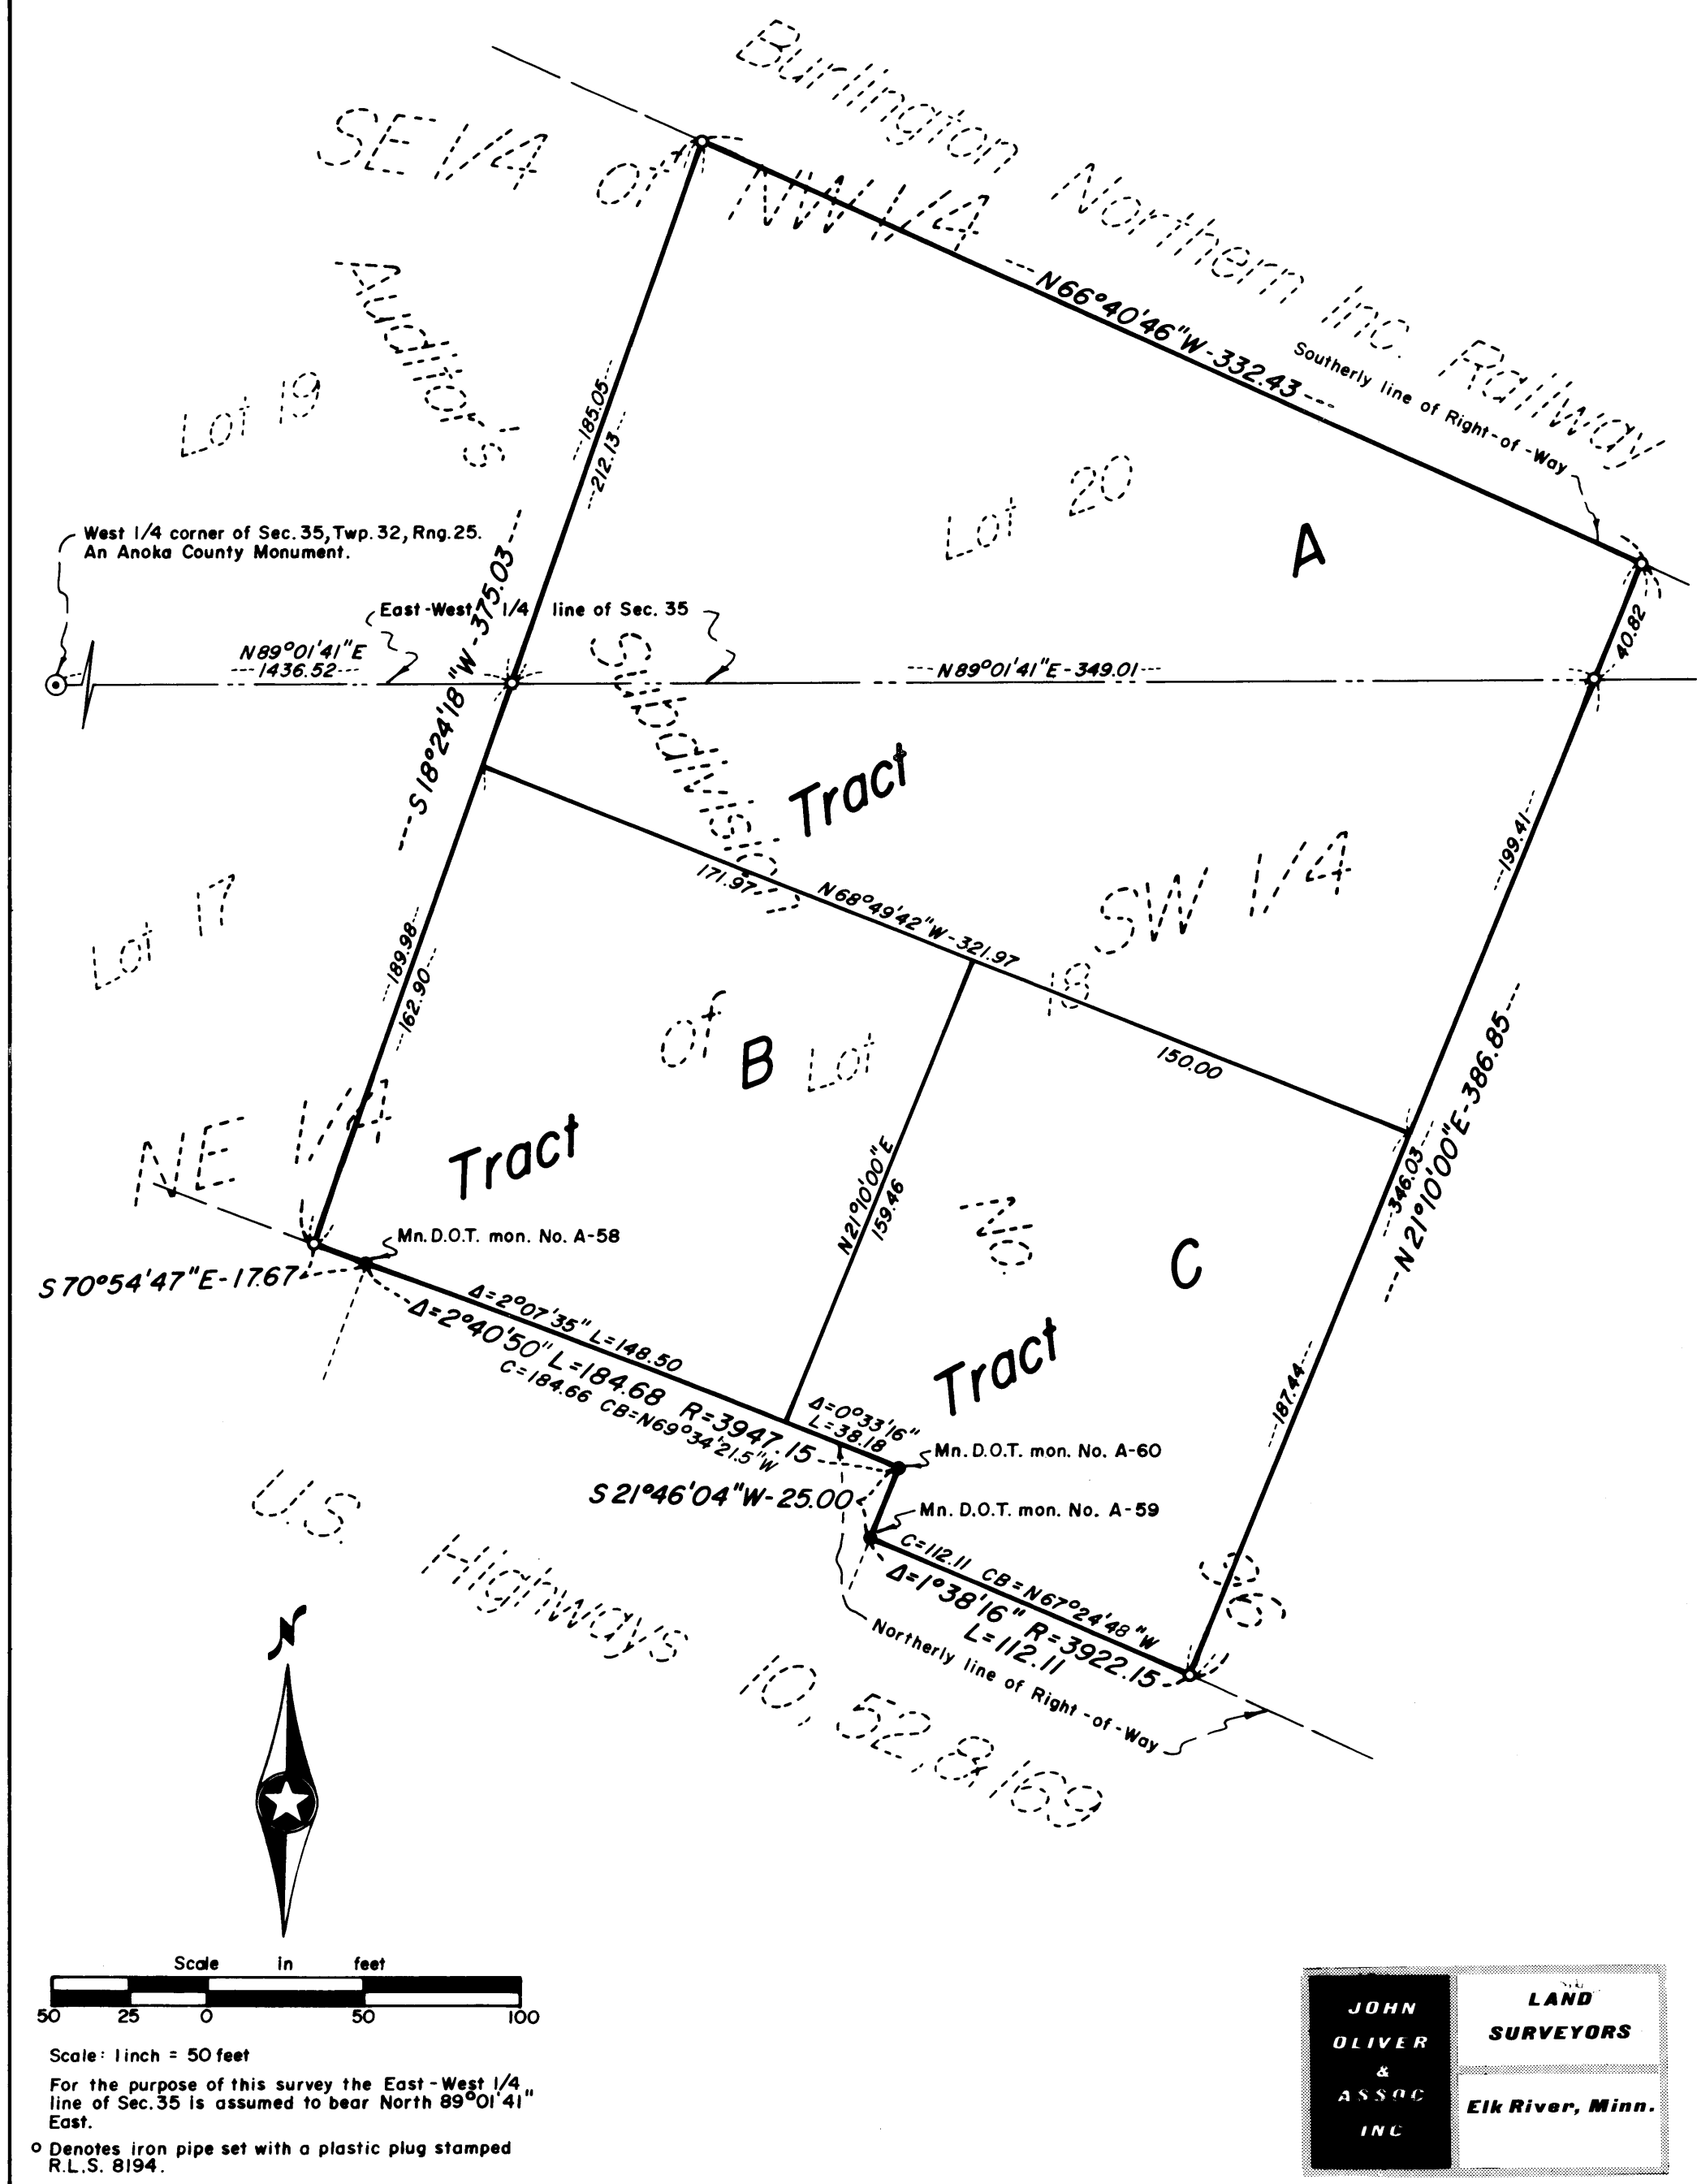 Burlington Northern Inc. Railway
SE 1/4 of NW 1/4
N66°40'46"W-332.43
Southerly line of Right-of-Way
Auditor's
Lot 19
185.05
212.13
Lot 20
A
West 1/4 corner of Sec. 35, Twp. 32, Rng. 25.
An Anoka County Monument.
S18°24'18"W-375.03
East-West 1/4 line of Sec. 35
40.82
N89°01'41"E
1436.52
N89°01'41"E-349.01
Subdivision
Tract
199.41
SW 1/4
171.97
N68°49'42"W-321.97
Lot 17
189.98
162.90
18
of
B
Lot
150.00
N21°10'00"E-386.85
346.03
NE 1/4
Tract
N21°10'00"E
159.46
No.
C
Mn. D.O.T. mon. No. A-58
S70°54'47"E-17.67
Δ=2°07'35" L=148.50
Δ=2°40'50" L=184.68 R=3947.15
C=184.66 CB=N69°34'21.5"W
Tract
187.44
Δ=0°33'16"
L=38.18
Mn. D.O.T. mon. No. A-60
S21°46'04"W-25.00
Mn. D.O.T. mon. No. A-59
C=112.11 CB=N67°24'48"W
Δ=1°38'16" R=3922.15
L=112.11
Northerly line of Right-of-Way
U.S. Highways 10, 52, & 169
N
Scale in feet
50 25 0 50 100
Scale: 1 inch = 50 feet
For the purpose of this survey the East-West 1/4
line of Sec. 35 is assumed to bear North 89°01'41"
East.
o Denotes iron pipe set with a plastic plug stamped
R.L.S. 8194.
JOHN
OLIVER
&
ASSOC
INC
LAND
SURVEYORS
Elk River, Minn.